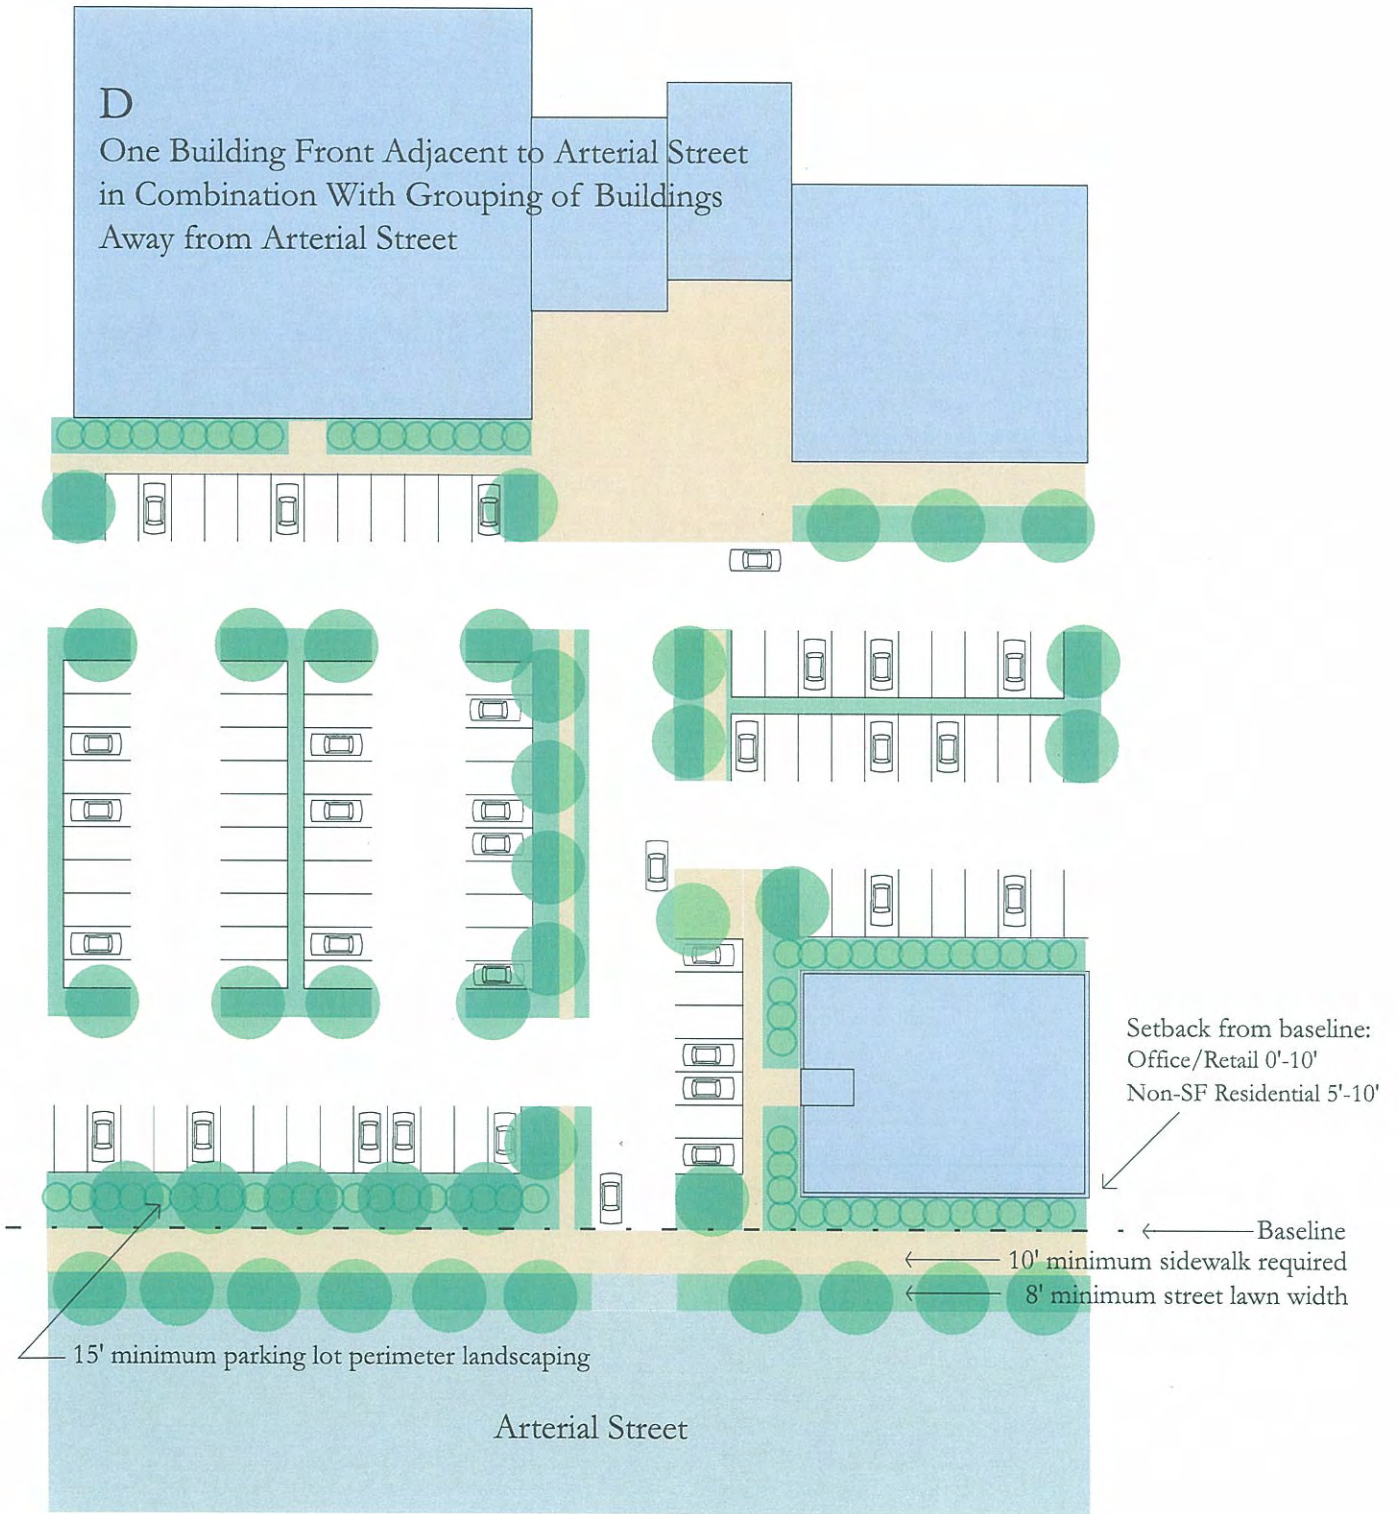 D
One Building Front Adjacent to Arterial Street
in Combination With Grouping of Buildings
Away from Arterial Street
Setback from baseline:
Office/Retail 0'-10'
Non-SF Residential 5'-10'
Baseline
10' minimum sidewalk required
8' minimum street lawn width
15' minimum parking lot perimeter landscaping
Arterial Street